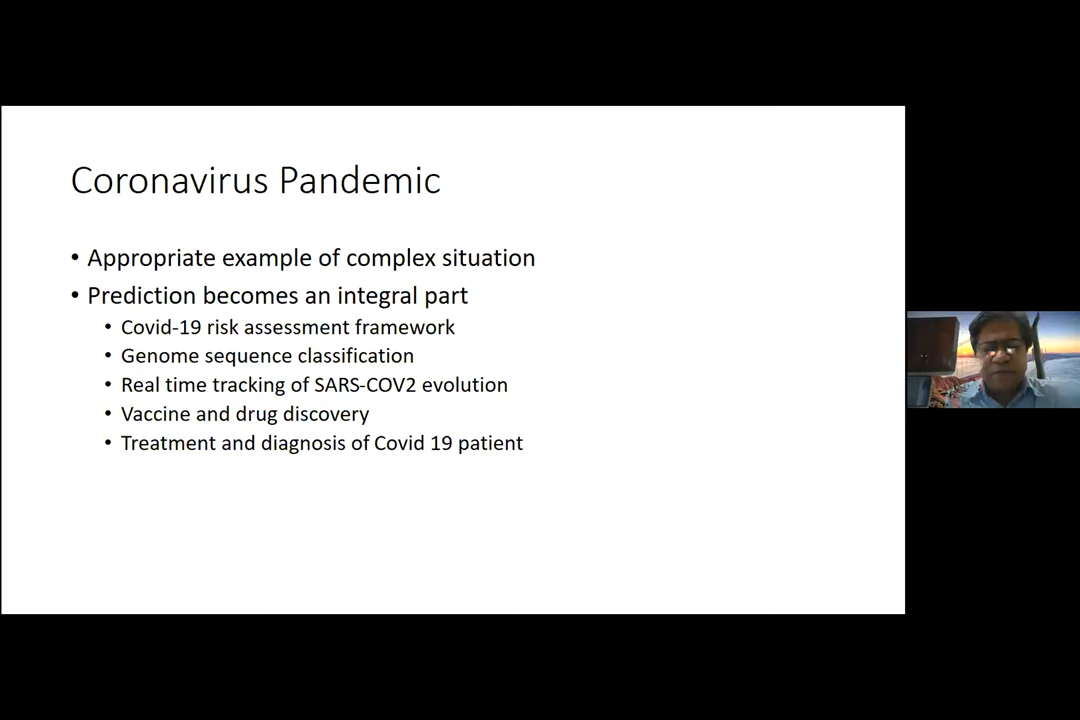 Coronavirus Pandemic
• Appropriate example of complex situation
• Prediction becomes an integral part
• Covid-19 risk assessment framework
• Genome sequence classification
• Real time tracking of SARS-COV2 evolution
• Vaccine and drug discovery
• Treatment and diagnosis of Covid 19 patient